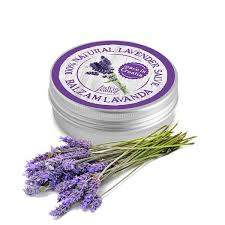 100% NATURAL LAVENDER SALVE
made in
Croatia
BALZAM LAVANDA